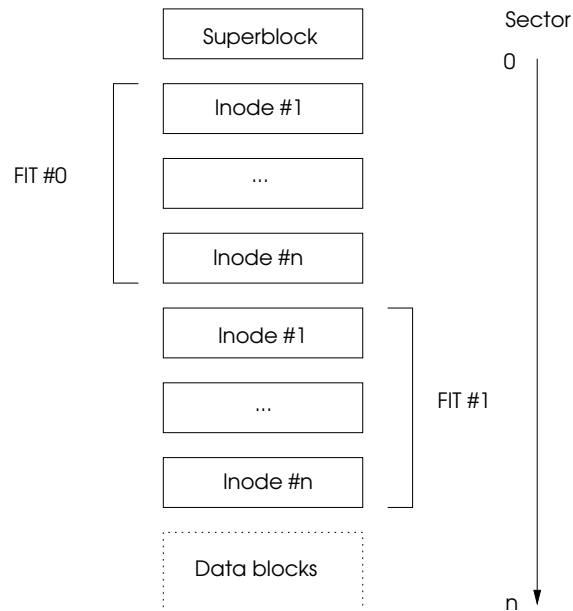 Sector
Superblock
0
Inode #1
FIT #0
...
Inode #n
Inode #1
...
FIT #1
Inode #n
Data blocks
n